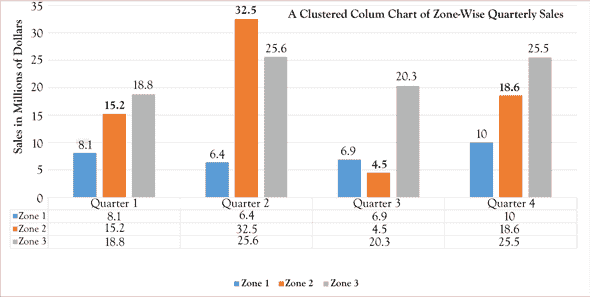 A Clustered Colum Chart of Zone-Wise Quarterly Sales
Sales in Millions of Dollars
35
30
25
20
15
10
5
0
8.1
15.2
18.8
6.4
32.5
25.6
6.9
4.5
20.3
10
18.6
25.5
Quarter 1 Quarter 2 Quarter 3 Quarter 4
Zone 1 8.1 6.4 6.9 10
Zone 2 15.2 32.5 4.5 18.6
Zone 3 18.8 25.6 20.3 25.5
Zone 1 Zone 2 Zone 3